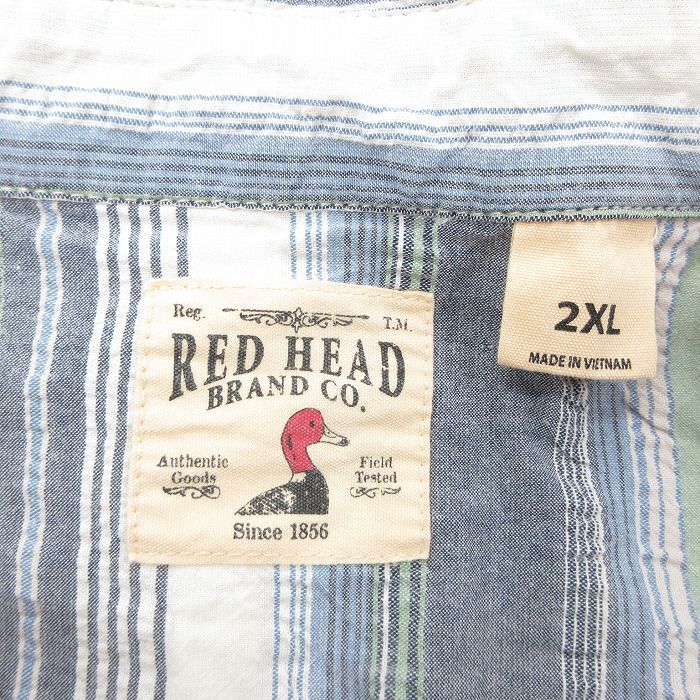 Reg. T.M.
RED HEAD
BRAND CO.
Authentic Goods
Field Tested
Since 1856
2XL
MADE IN VIETNAM